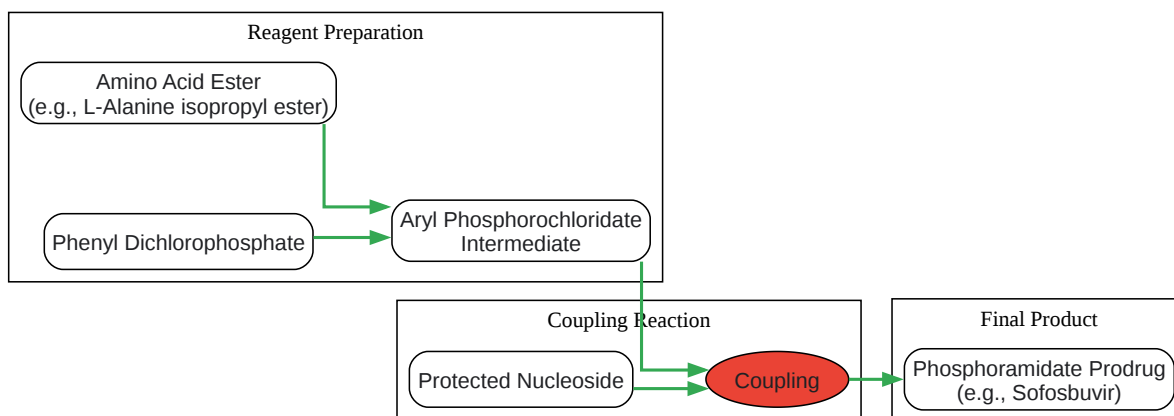 Reagent Preparation
Amino Acid Ester
(e.g., L-Alanine isopropyl ester)
Phenyl Dichlorophosphate
Aryl Phosphorochloridate
Intermediate
Coupling Reaction
Protected Nucleoside
Coupling
Final Product
Phosphoramidate Prodrug
(e.g., Sofosbuvir)